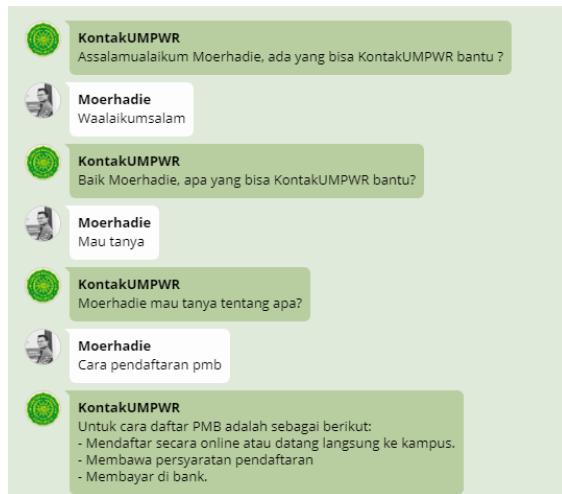 KontakUMPWR
Assalamualaikum Moerhadie, ada yang bisa KontakUMPWR bantu ?
Moerhadie
Waalaikumsalam
KontakUMPWR
Baik Moerhadie, apa yang bisa KontakUMPWR bantu?
Moerhadie
Mau tanya
KontakUMPWR
Moerhadie mau tanya tentang apa?
Moerhadie
Cara pendaftaran pmb
KontakUMPWR
Untuk cara daftar PMB adalah sebagai berikut:
- Mendaftar secara online atau datang langsung ke kampus.
- Membawa persyaratan pendaftaran
- Membayar di bank.